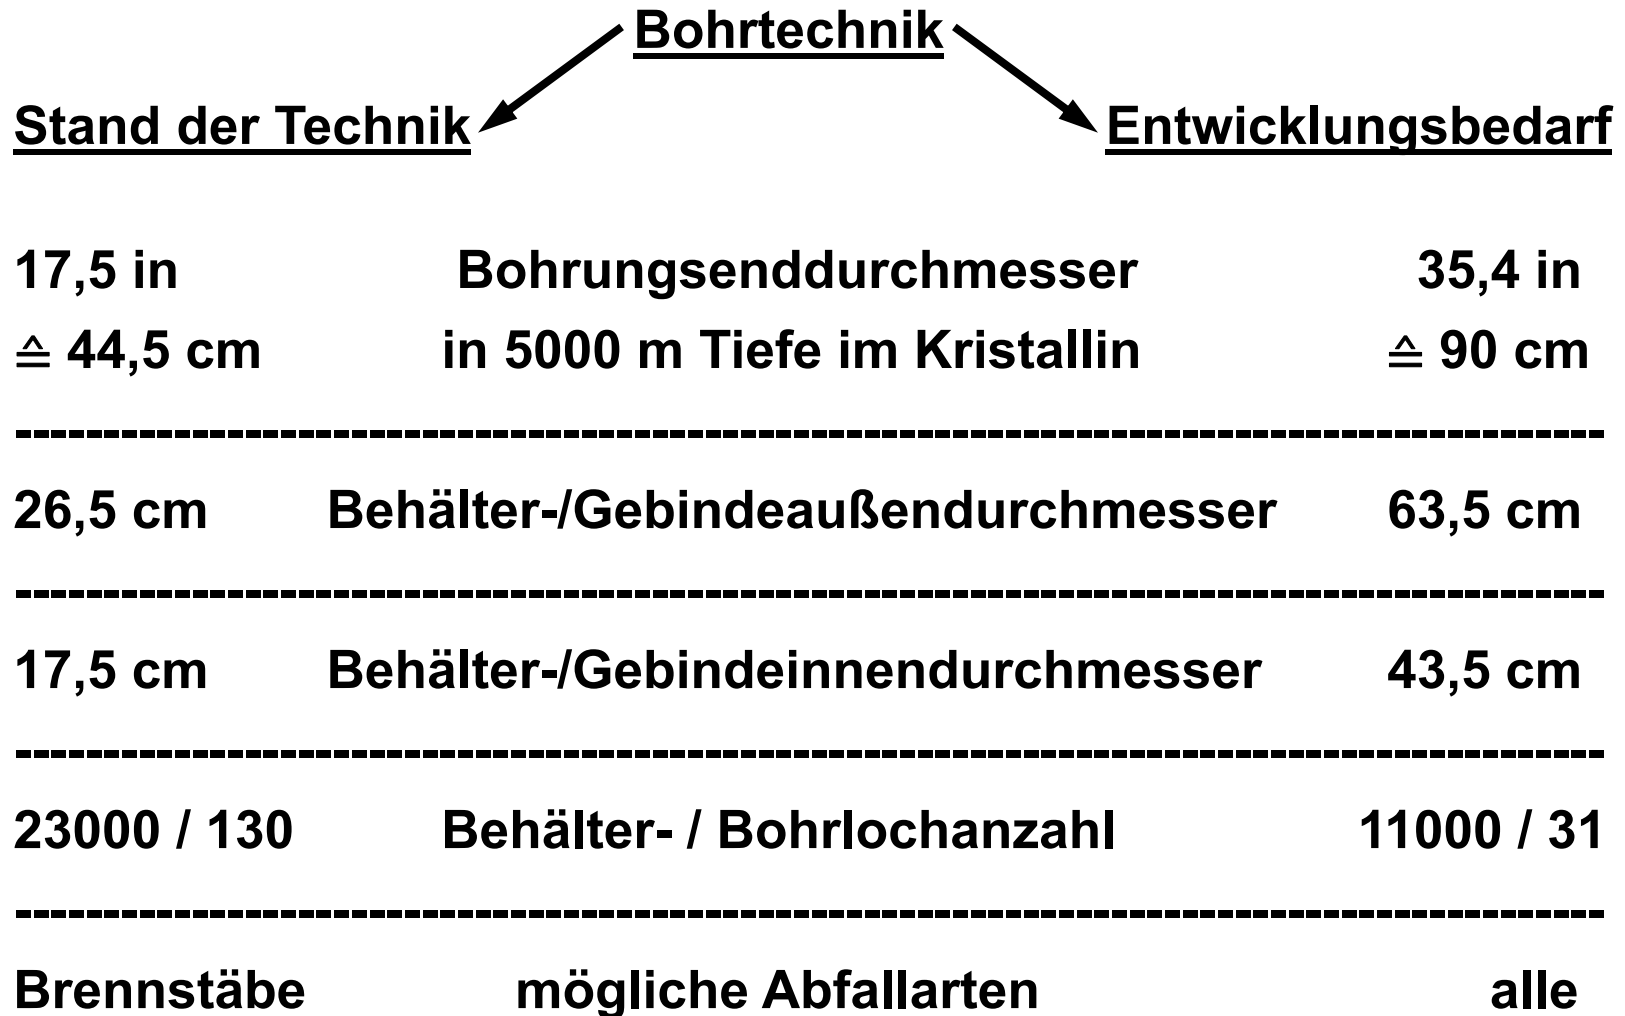 Bohrtechnik
Stand der Technik Entwicklungsbedarf
17,5 in Bohrungsenddurchmesser 35,4 in
≙ 44,5 cm in 5000 m Tiefe im Kristallin ≙ 90 cm
26,5 cm Behälter-/Gebindeaußendurchmesser 63,5 cm
17,5 cm Behälter-/Gebindeinnendurchmesser 43,5 cm
23000 / 130 Behälter- / Bohrlochanzahl 11000 / 31
Brennstäbe mögliche Abfallarten alle